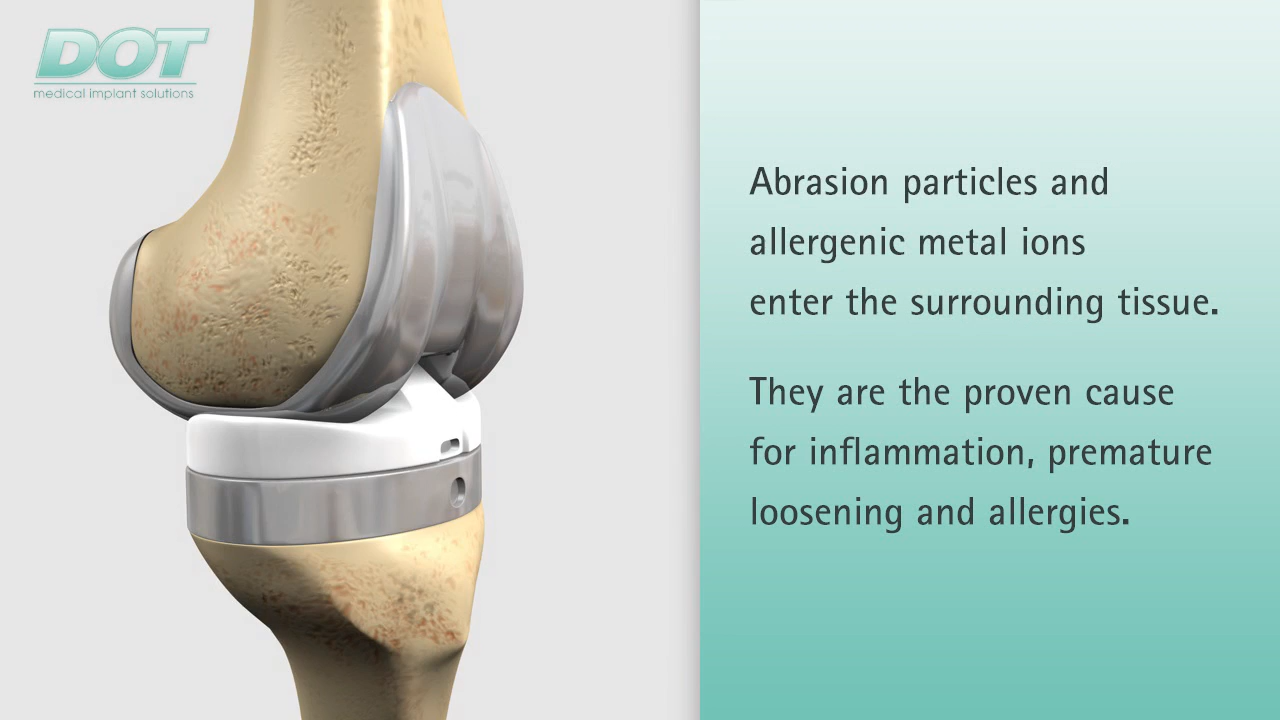 DOT
medical implant solutions
Abrasion particles and
allergenic metal ions
enter the surrounding tissue.
They are the proven cause
for inflammation, premature
loosening and allergies.